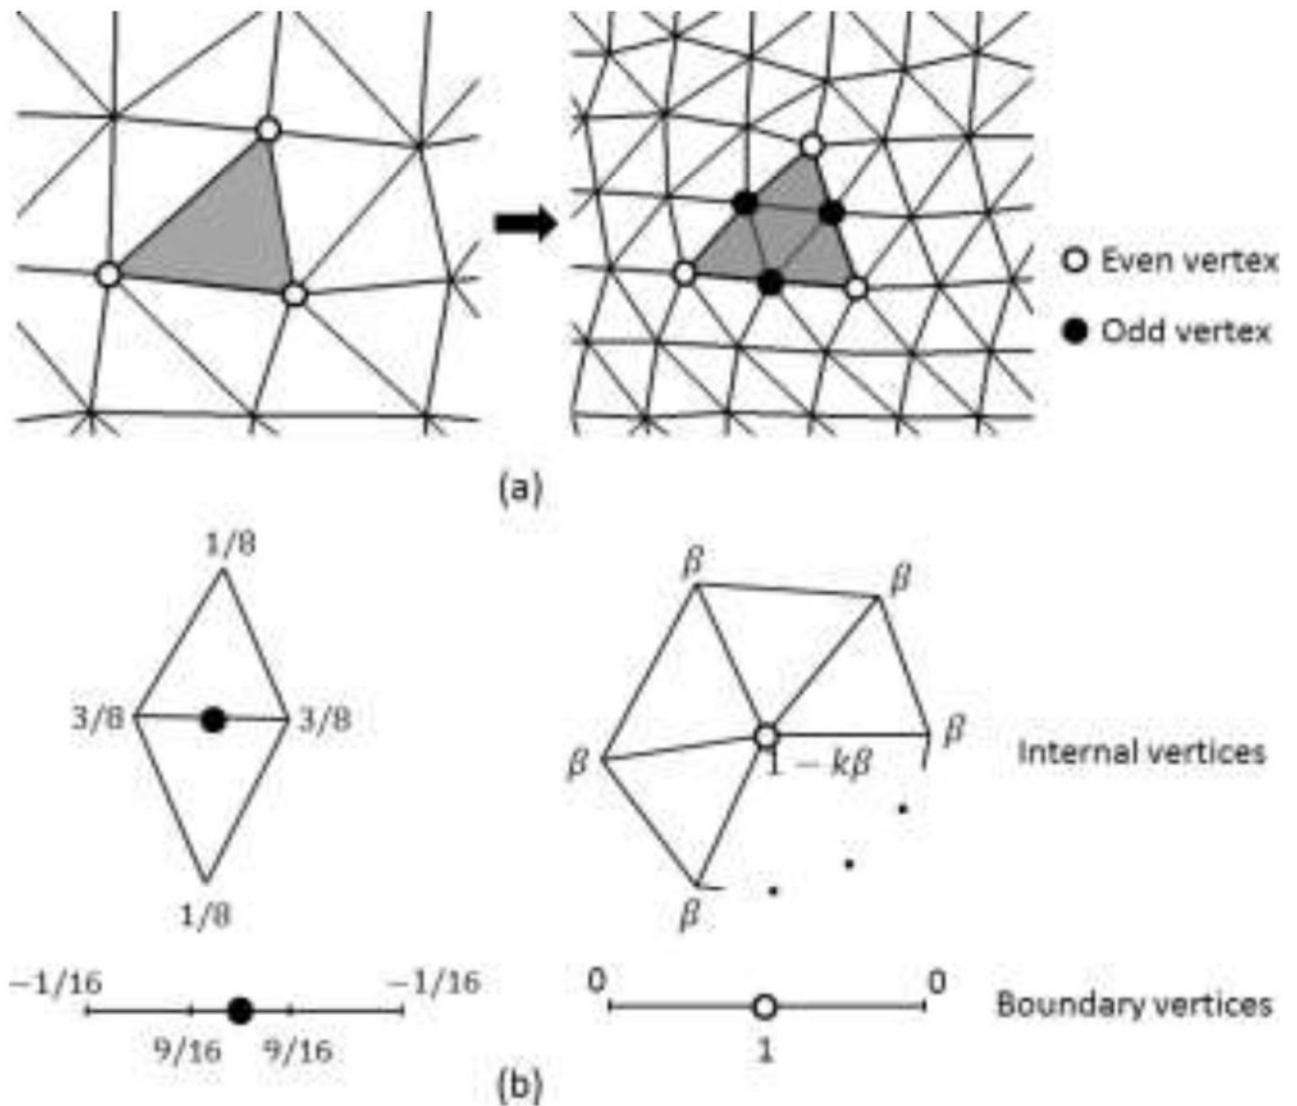 Even vertex
Odd vertex
(a)
1/8
3/8 3/8
1/8
β
β
β
β
β
1 − kβ
Internal vertices
−1/16 −1/16
9/16 9/16
0 0
1
Boundary vertices
(b)